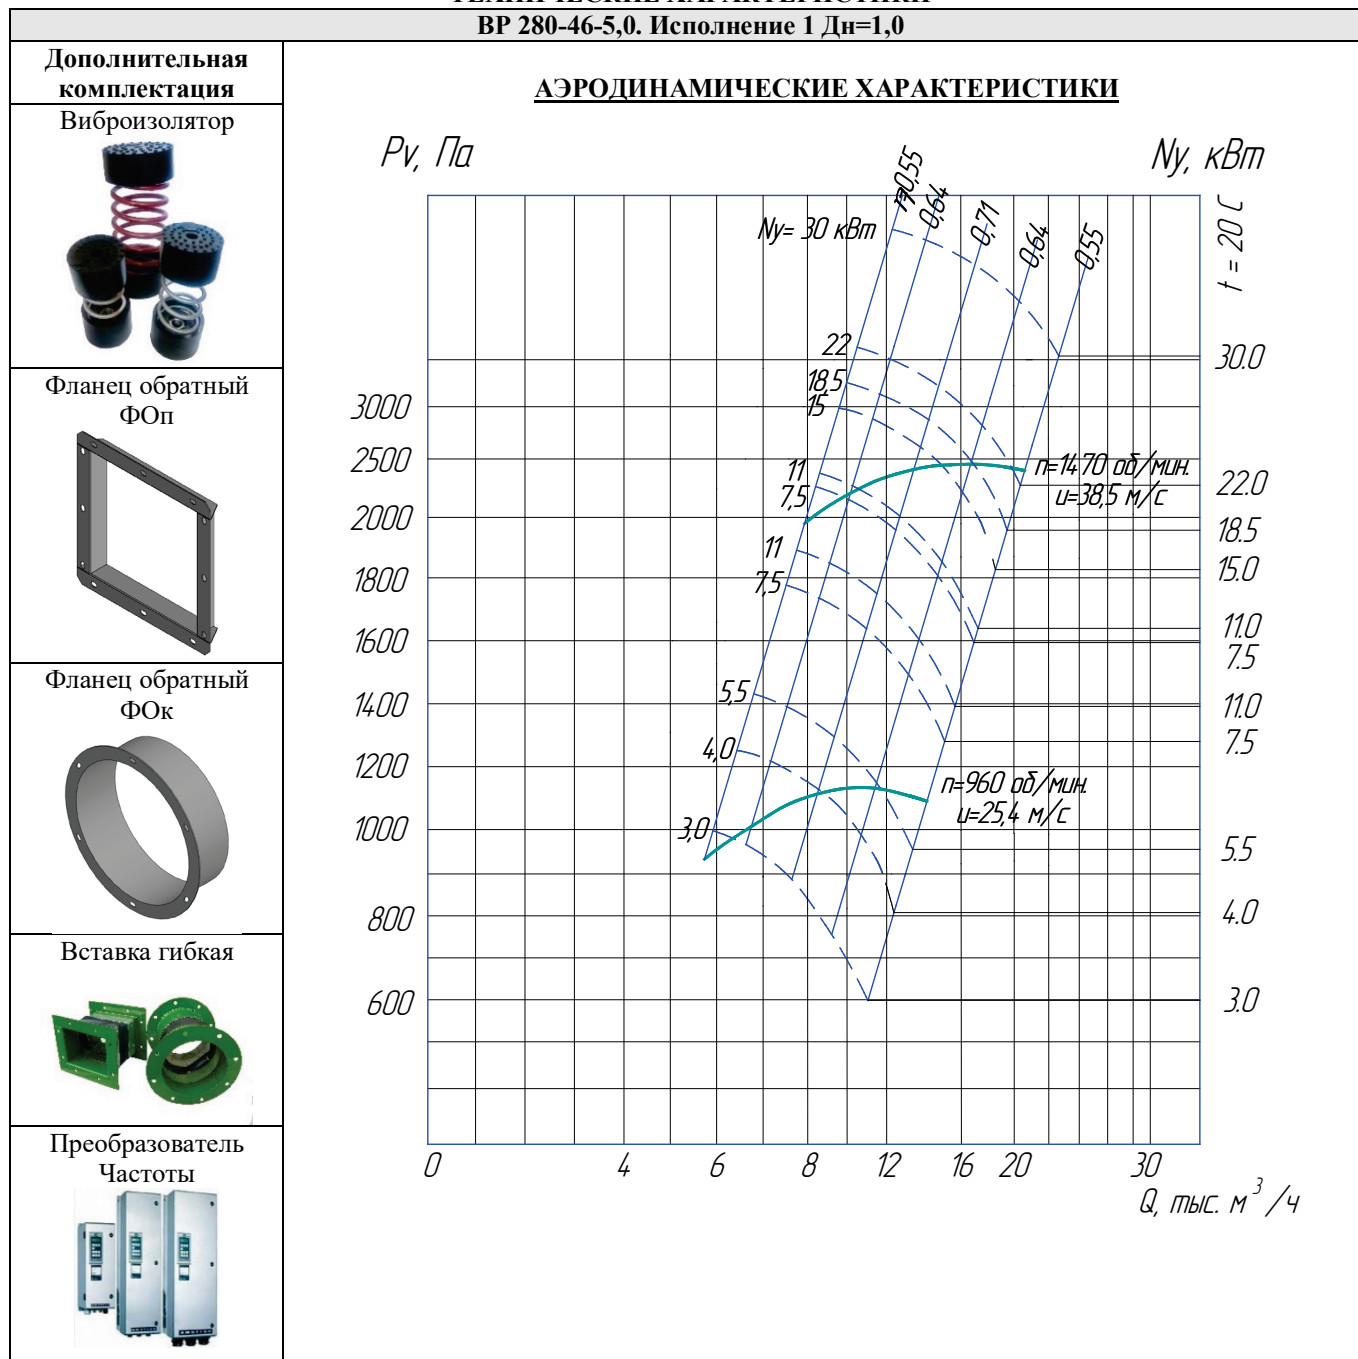 ТЕХНИЧЕСКИЕ ХАРАКТЕРИСТИКИ
ВР 280-46-5,0. Исполнение 1 Дн=1,0
Дополнительная
комплектация
Виброизолятор
Фланец обратный
ФОп
Фланец обратный
ФОк
Вставка гибкая
Преобразователь
Частоты
АЭРОДИНАМИЧЕСКИЕ ХАРАКТЕРИСТИКИ
Pv, Па
Ny, кВт
t = 20 C
η=0,55
0,64
0,71
0,64
0,55
Ny= 30 кВт
22
18,5
15
11
7,5
11
7,5
5,5
4,0
3,0
n=1470 об/мин.
u=38,5 м/с
n=960 об/мин.
u=25,4 м/с
3000
2500
2000
1800
1600
1400
1200
1000
800
600
30.0
22.0
18.5
15.0
11.0
7.5
11.0
7.5
5.5
4.0
3.0
0 4 6 8 12 16 20 30
Q, тыс. м³/ч